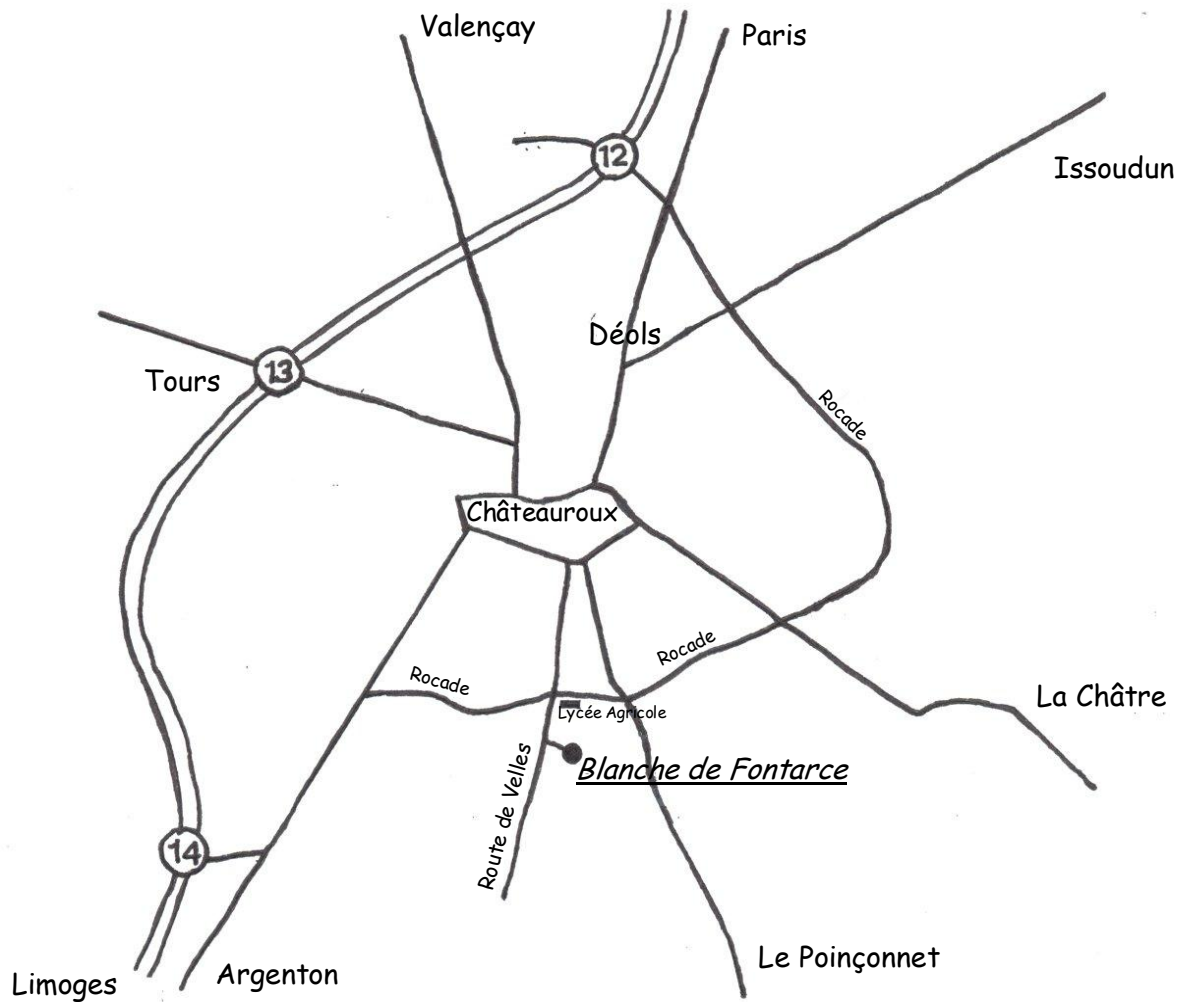 Valençay
Paris
12
Issoudun
Déols
13
Tours
Rocade
Châteauroux
Rocade
Rocade
La Châtre
Lycée Agricole
Blanche de Fontarce
Route de Velles
14
Le Poinçonnet
Argenton
Limoges